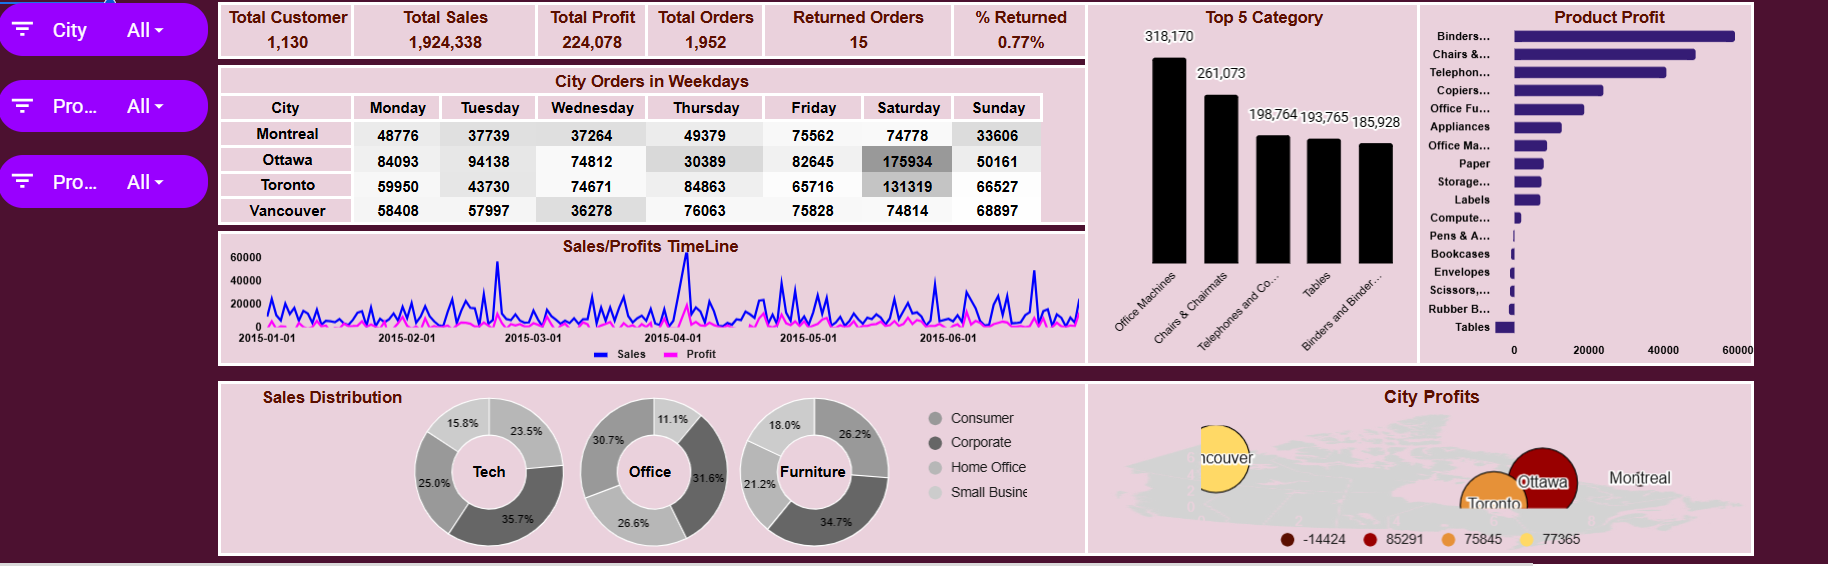 City All
Pro... All
Pro... All
Total Customer Total Sales Total Profit Total Orders Returned Orders % Returned
1,130 1,924,338 224,078 1,952 15 0.77%
City Orders in Weekdays
City Monday Tuesday Wednesday Thursday Friday Saturday Sunday
Montreal 48776 37739 37264 49379 75562 74778 33606
Ottawa 84093 94138 74812 30389 82645 175934 50161
Toronto 59950 43730 74671 84863 65716 131319 66527
Vancouver 58408 57997 36278 76063 75828 74814 68897
Sales/Profits TimeLine
60000
40000
20000
0
2015-01-01 2015-02-01 2015-03-01 2015-04-01 2015-05-01 2015-06-01
Sales Profit
Top 5 Category
318,170
261,073
198,764 193,765 185,928
Office Machines
Chairs & Chairmats
Telephones and Co...
Tables
Binders and Binder...
Product Profit
Binders...
Chairs &...
Telephon...
Copiers...
Office Fu...
Appliances
Office Ma...
Paper
Storage...
Labels
Compute...
Pens & A...
Bookcases
Envelopes
Scissors,...
Rubber B...
Tables
0 20000 40000 60000
Sales Distribution
15.8% 23.5%
25.0% Tech
35.7%
30.7% 11.1%
Office 31.6%
26.6%
18.0% 26.2%
21.2% Furniture
34.7%
Consumer
Corporate
Home Office
Small Busine
City Profits
ncouver
Ottawa
Toronto
Montreal
-14424 85291 75845 77365